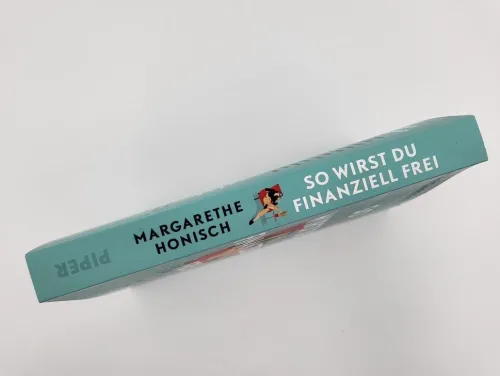 MARGARETHE
HONISCH
SO WIRST DU
FINANZIELL FREI
PIPER